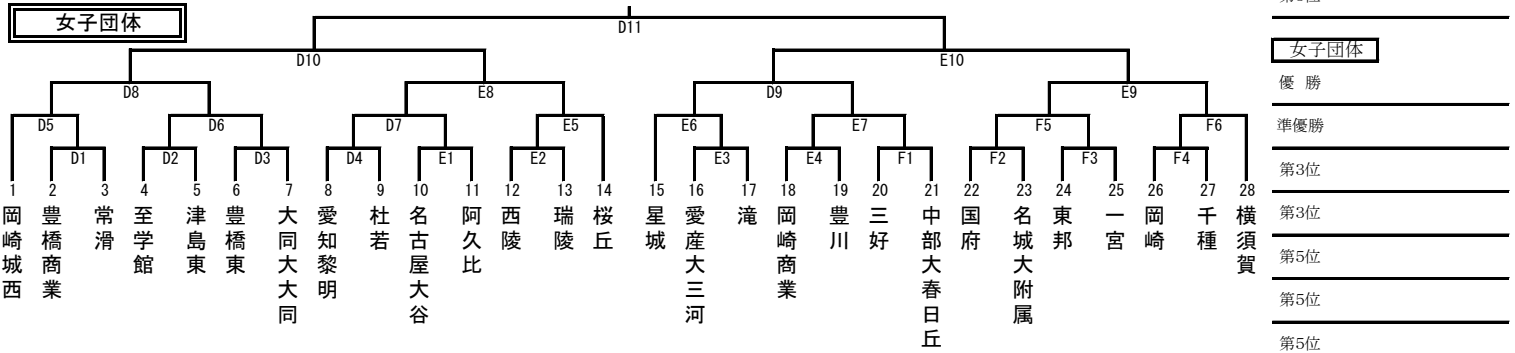 女子団体
D11
D10
E10
D8
E8
D9
E9
D5
D6
D7
E5
E6
E7
F5
F6
D1
D2
D3
D4
E1
E2
E3
E4
F1
F2
F3
F4
1
2
3
4
5
6
7
8
9
10
11
12
13
14
15
16
17
18
19
20
21
22
23
24
25
26
27
28
岡崎城西
豊橋商業
常滑
至学館
津島東
豊橋東
大同大大同
愛知黎明
杜若
名古屋大谷
阿久比
西陵
瑞陵
桜丘
星城
愛産大三河
滝
岡崎商業
豊川
三好
中部大春日丘
国府
名城大附属
東邦
一宮
岡崎
千種
横須賀
女子団体
優 勝
準優勝
第3位
第3位
第5位
第5位
第5位